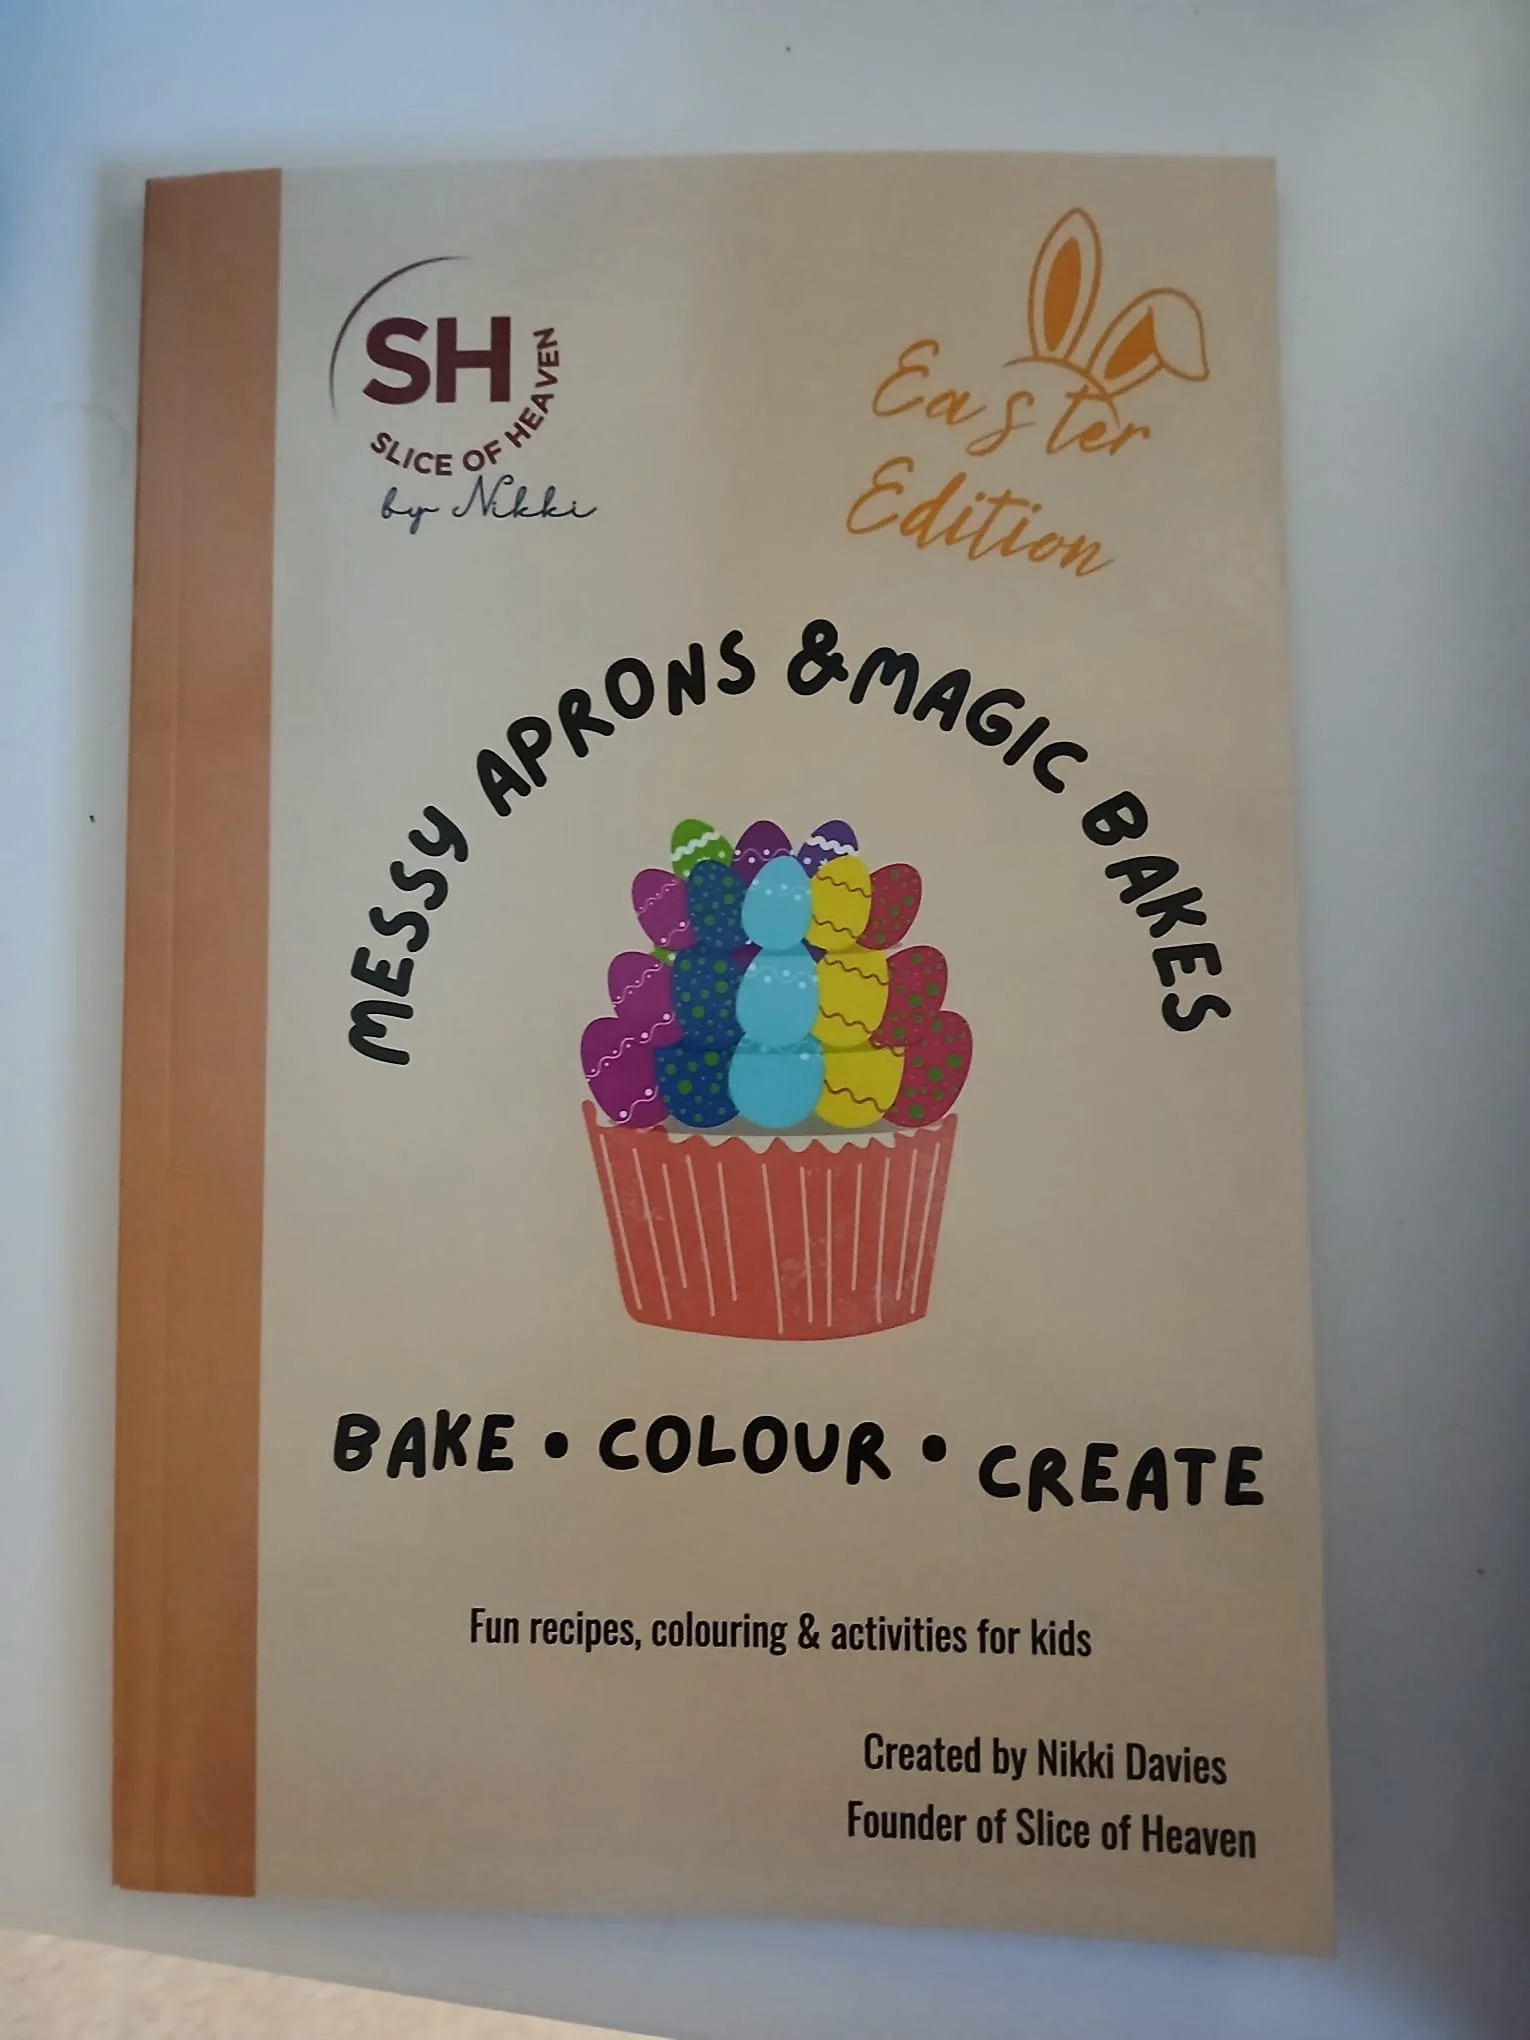 SH
SLICE OF HEAVEN
by Nikki
Easter
Edition
MESSY APRONS & MAGIC BAKES
BAKE • COLOUR • CREATE
Fun recipes, colouring & activities for kids
Created by Nikki Davies
Founder of Slice of Heaven